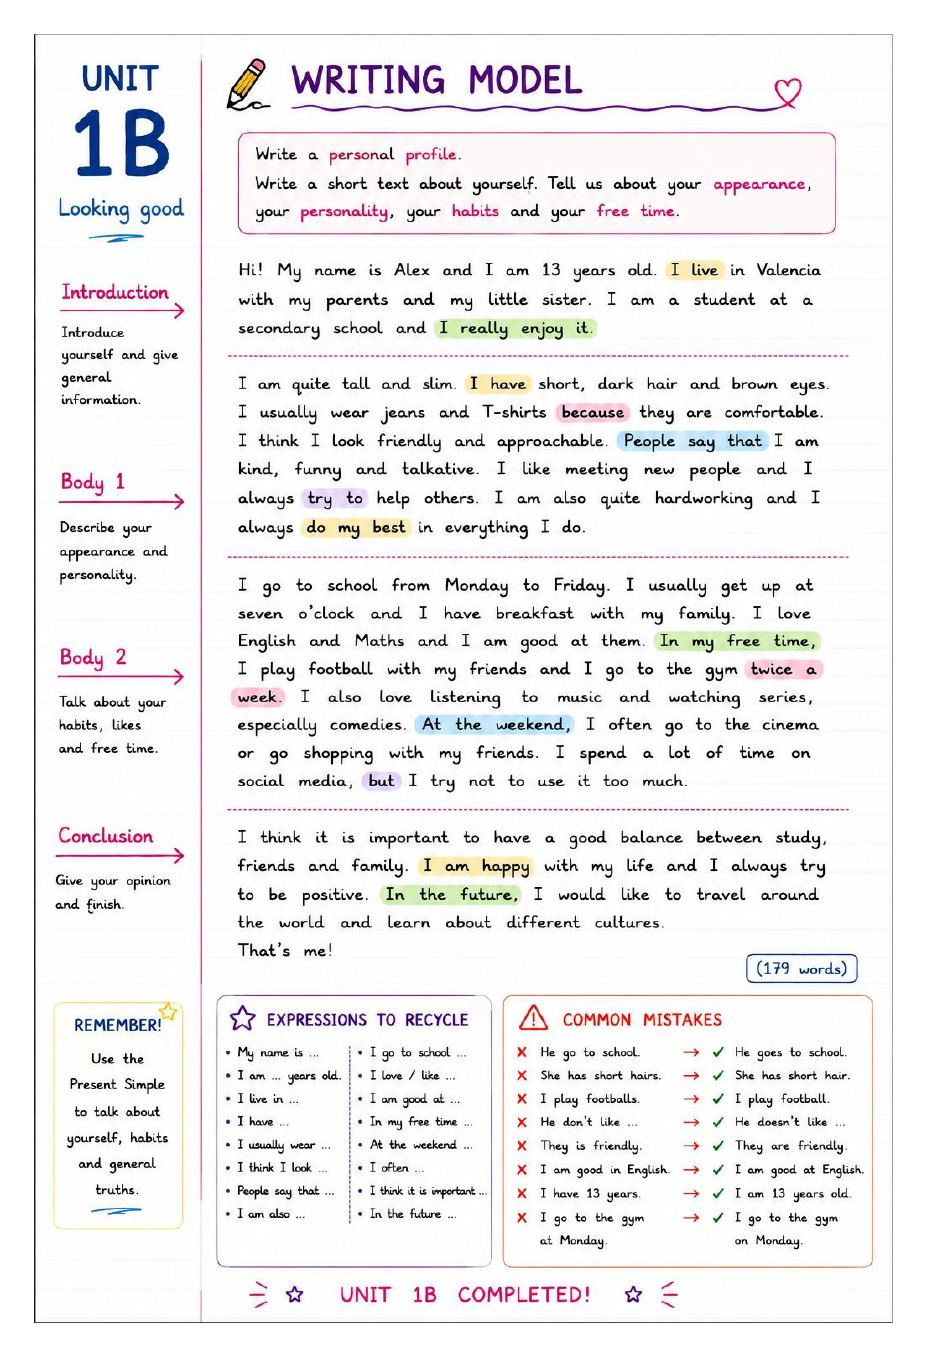 UNIT
1B
Looking good
WRITING MODEL
Write a personal profile.
Write a short text about yourself. Tell us about your appearance,
your personality, your habits and your free time.
Introduction
Introduce
yourself and give
general
information.
Hi! My name is Alex and I am 13 years old. I live in Valencia
with my parents and my little sister. I am a student at a
secondary school and I really enjoy it.
Body 1
Describe your
appearance and
personality.
I am quite tall and slim. I have short, dark hair and brown eyes.
I usually wear jeans and T-shirts because they are comfortable.
I think I look friendly and approachable. People say that I am
kind, funny and talkative. I like meeting new people and I
always try to help others. I am also quite hardworking and I
always do my best in everything I do.
Body 2
Talk about your
habits, likes
and free time.
I go to school from Monday to Friday. I usually get up at
seven o'clock and I have breakfast with my family. I love
English and Maths and I am good at them. In my free time,
I play football with my friends and I go to the gym twice a
week. I also love listening to music and watching series,
especially comedies. At the weekend, I often go to the cinema
or go shopping with my friends. I spend a lot of time on
social media, but I try not to use it too much.
Conclusion
Give your opinion
and finish.
I think it is important to have a good balance between study,
friends and family. I am happy with my life and I always try
to be positive. In the future, I would like to travel around
the world and learn about different cultures.
That's me!
(179 words)
REMEMBER!
Use the
Present Simple
to talk about
yourself, habits
and general
truths.
EXPRESSIONS TO RECYCLE
• My name is ...
• I am ... years old.
• I live in ...
• I have ...
• I usually wear ...
• I think I look ...
• People say that ...
• I am also ...
• I go to school ...
• I love / like ...
• I am good at ...
• In my free time ...
• At the weekend ...
• I often ...
• I think it is important ...
• In the future ...
COMMON MISTAKES
✗ He go to school. → ✓ He goes to school.
✗ She has short hairs. → ✓ She has short hair.
✗ I play footballs. → ✓ I play football.
✗ He don't like ... → ✓ He doesn't like ...
✗ They is friendly. → ✓ They are friendly.
✗ I am good in English. → ✓ I am good at English.
✗ I have 13 years. → ✓ I am 13 years old.
✗ I go to the gym → ✓ I go to the gym
at Monday. on Monday.
UNIT 1B COMPLETED!